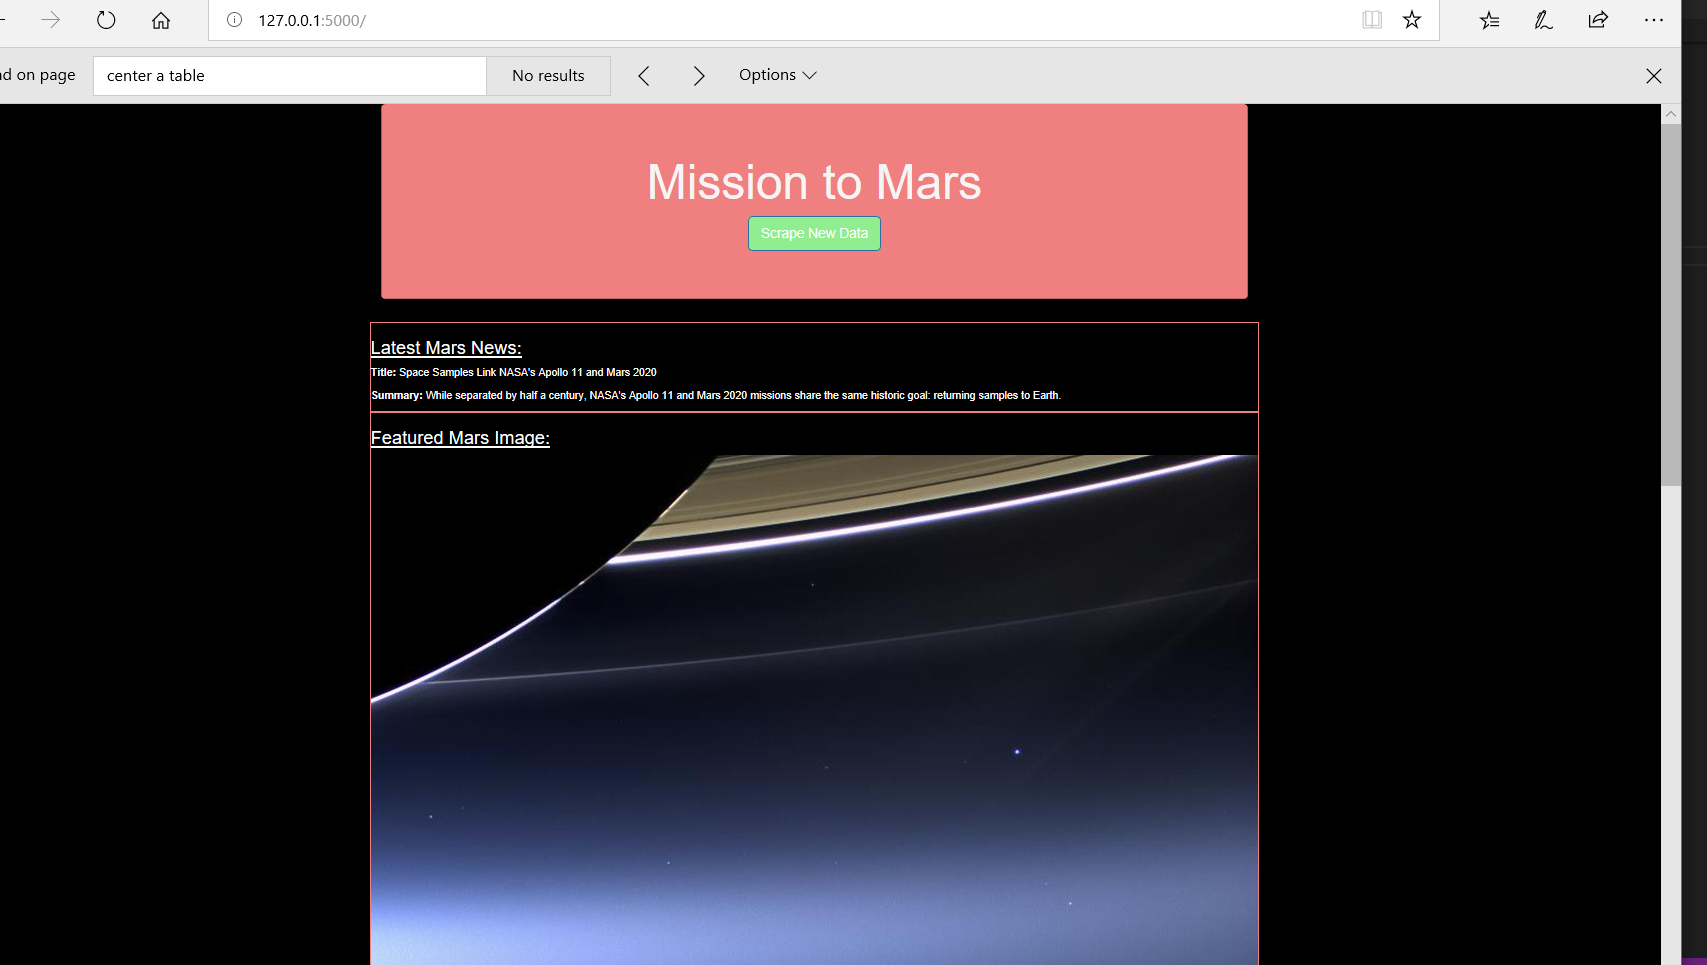 127.0.0.1:5000/
on page
center a table
No results
Options
Mission to Mars
Scrape New Data
Latest Mars News:
Title: Space Samples Link NASA's Apollo 11 and Mars 2020
Summary: While separated by half a century, NASA's Apollo 11 and Mars 2020 missions share the same historic goal: returning samples to Earth.
Featured Mars Image: